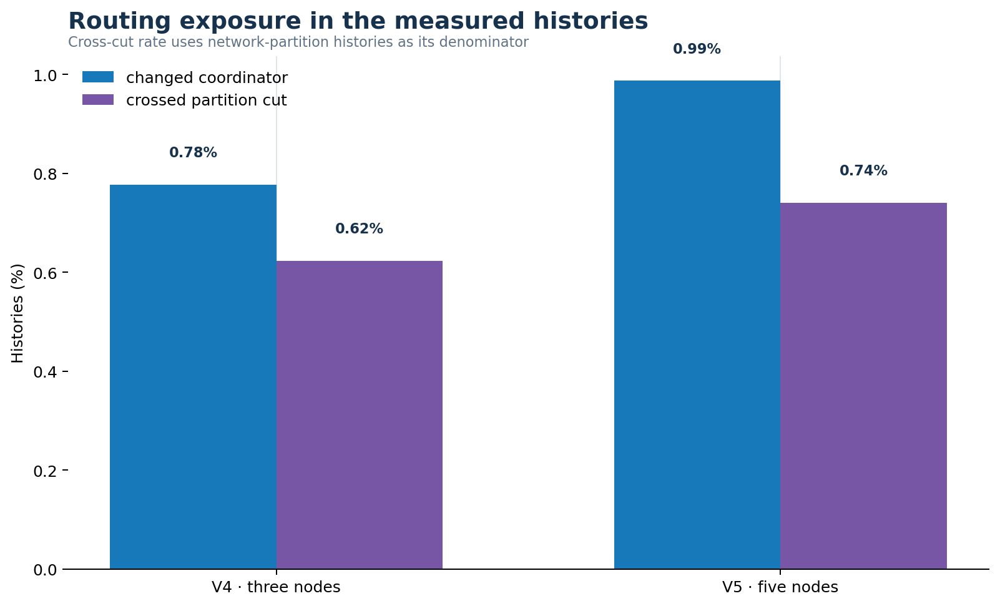 Routing exposure in the measured histories
Cross-cut rate uses network-partition histories as its denominator
changed coordinator
crossed partition cut
0.78%
0.62%
0.99%
0.74%
Histories (%)
1.0
0.8
0.6
0.4
0.2
0.0
V4 · three nodes
V5 · five nodes